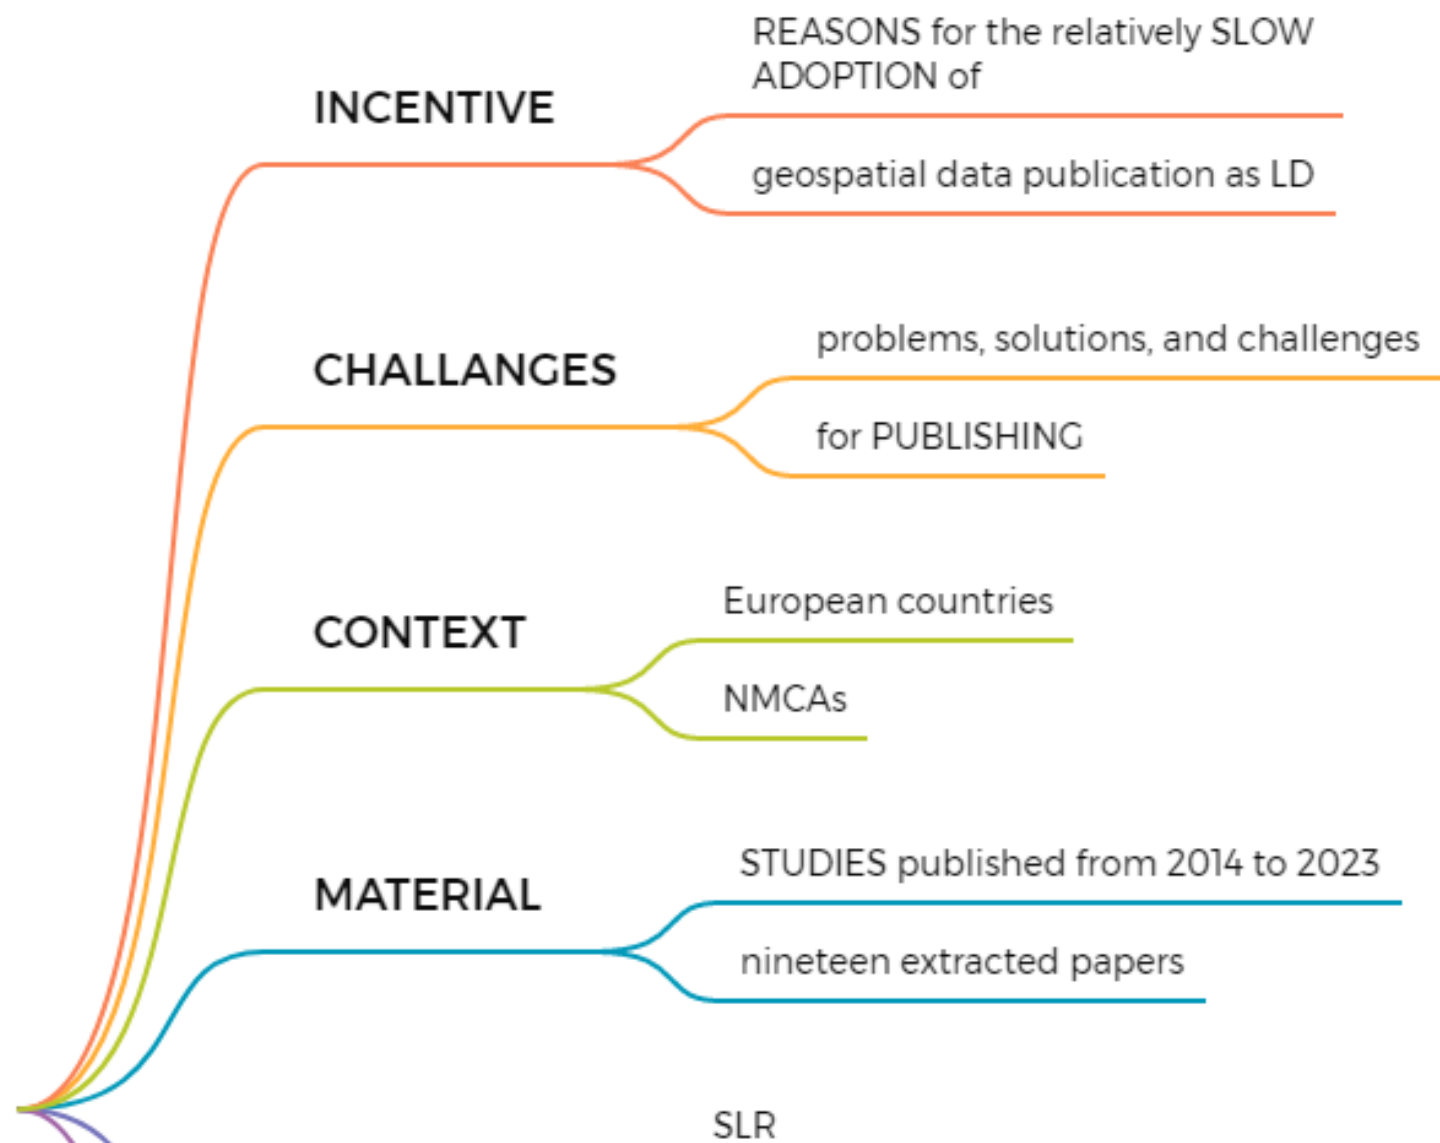 REASONS for the relatively SLOW
ADOPTION of
INCENTIVE
geospatial data publication as LD
problems, solutions, and challenges
CHALLANGES
for PUBLISHING
European countries
CONTEXT
NMCAs
STUDIES published from 2014 to 2023
MATERIAL
nineteen extracted papers
SLR